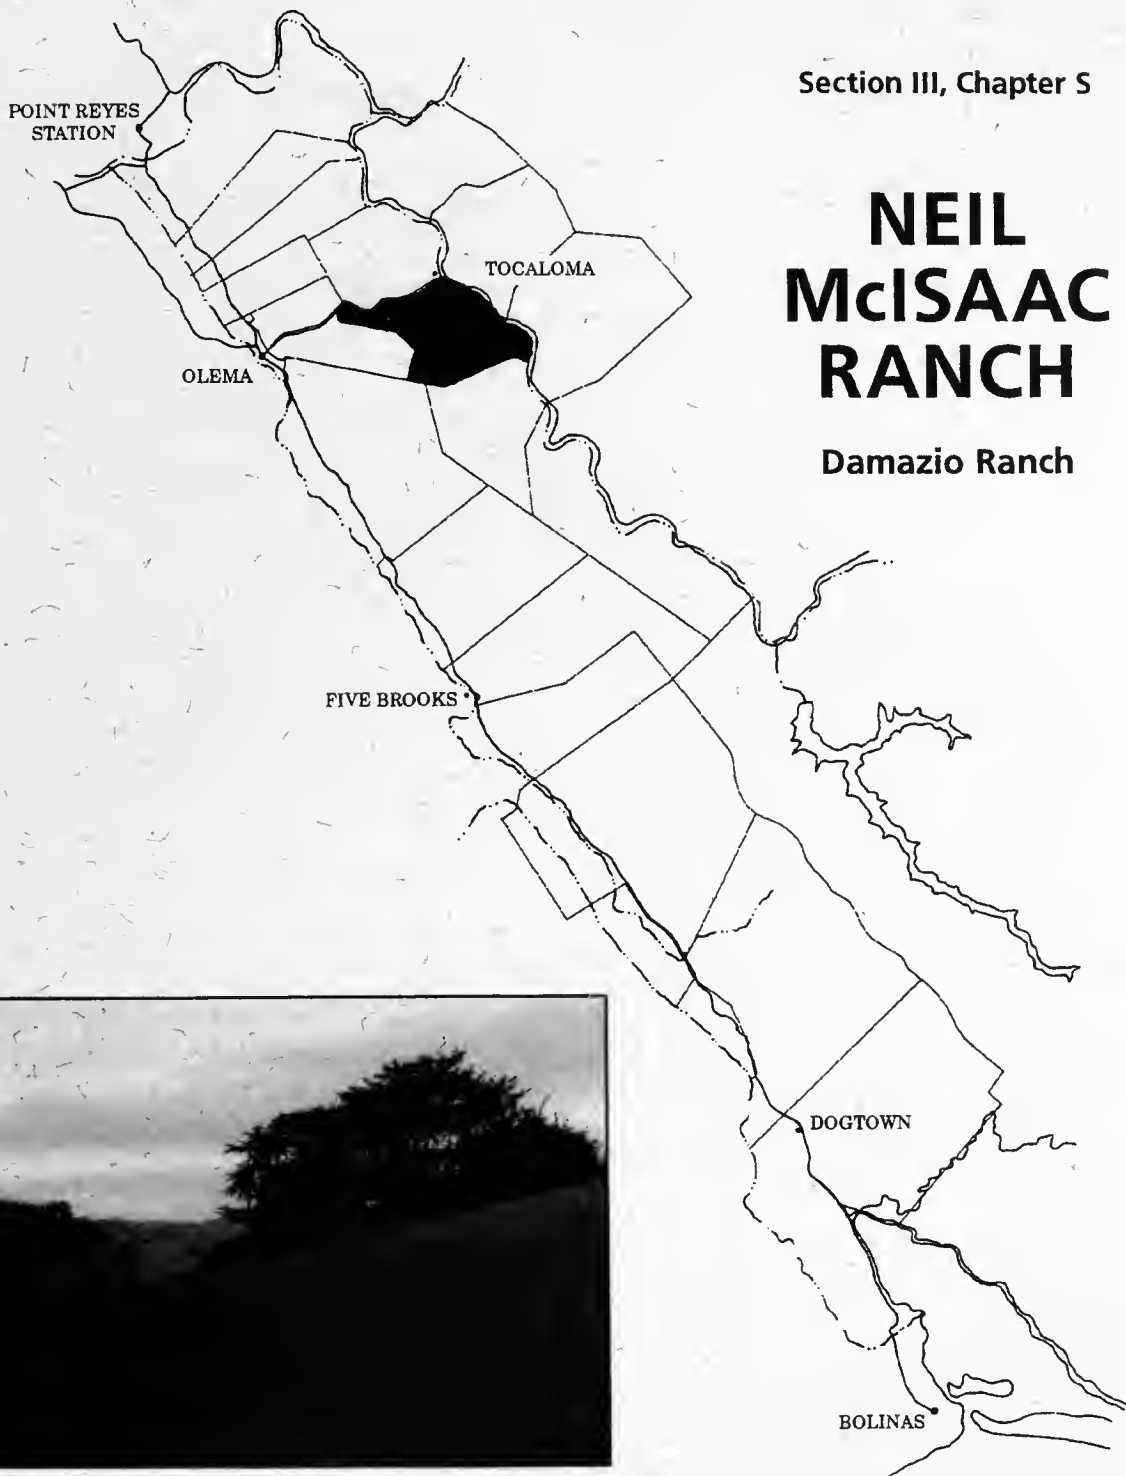 Section III, Chapter S
NEIL
McISAAC
RANCH
Damazio Ranch
POINT REYES
STATION
TOCALOMA
OLEMA
FIVE BROOKS
DOGTOWN
BOLINAS